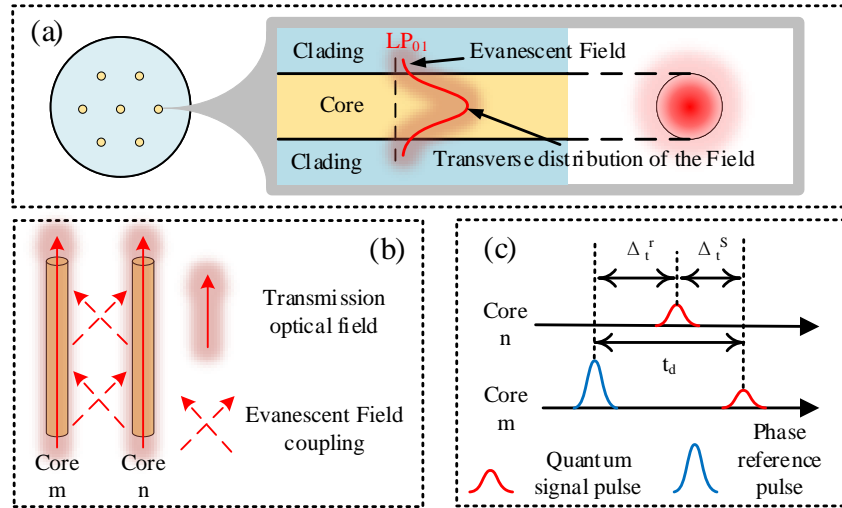 (a)
Clading
LP01
Evanescent Field
Core
Clading
Transverse distribution of the Field
(b)
Transmission
optical field
Evanescent Field
coupling
Core
m
Core
n
(c)
Δtr
ΔtS
Core
n
td
Core
m
Quantum
signal pulse
Phase
reference
pulse